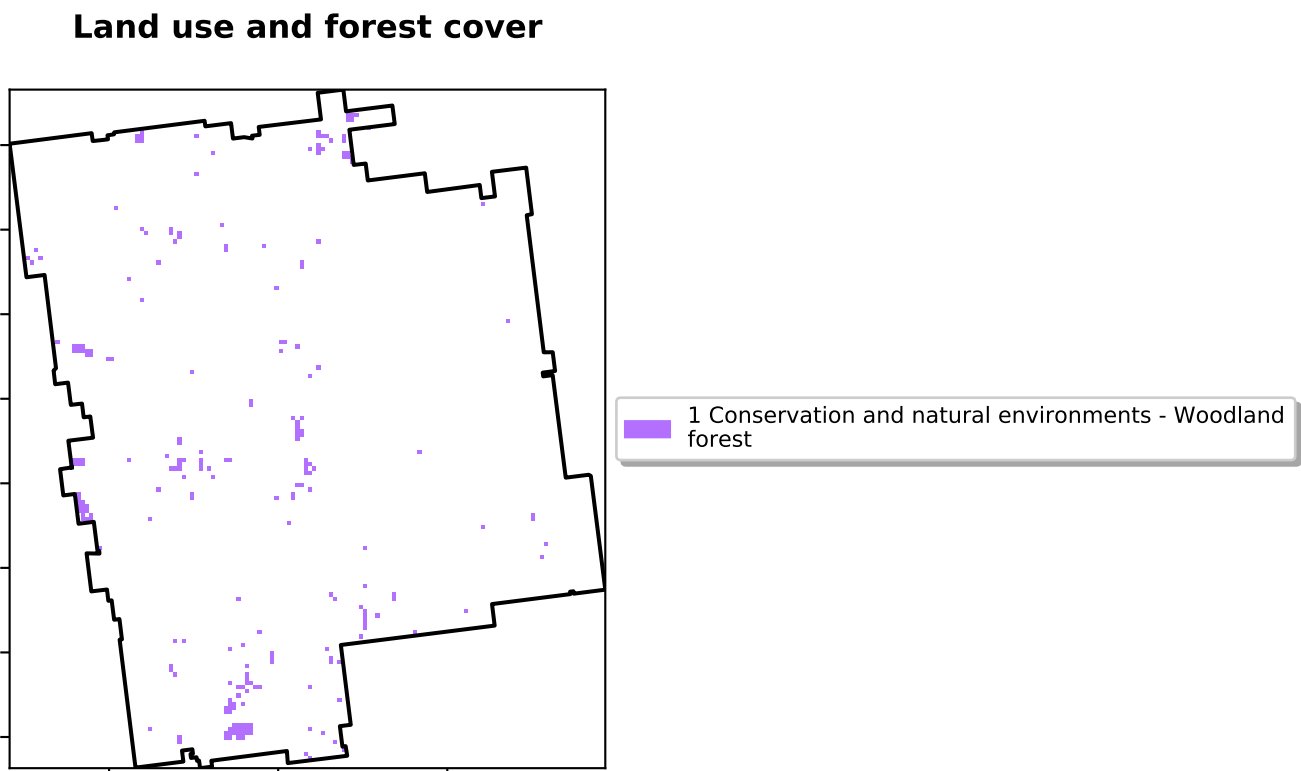 Land use and forest cover
1 Conservation and natural environments - Woodland
forest